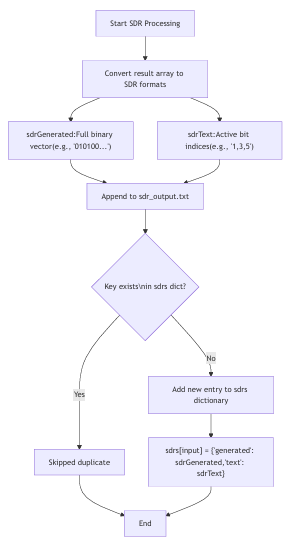 Start SDR Processing
Convert result array to
SDR formats
sdrGenerated:Full binary
vector(e.g., '010100...')
sdrText:Active bit
indices(e.g., '1,3,5')
Append to sdr_output.txt
Key exists\nin sdrs dict?
No
Add new entry to sdrs
dictionary
Yes
Skipped duplicate
sdrs[input] = {'generated':
sdrGenerated,'text':
sdrText}
End